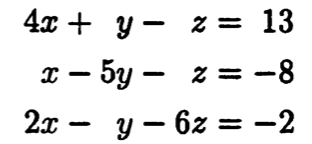 4x + y − z = 13
x − 5y − z = −8
2x − y − 6z = −2